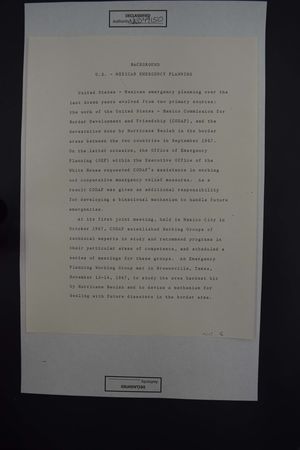 DECLASSIFIED
Authority
BACKGROUND
U.S. - MEXICAN EMERGENCY PLANNING
United States - Mexican emergency planning over the
last three years evolved from two primary sources:
the work of the United States - Mexico Commission for
Border Development and Friendship (CODAF), and the
devastation done by Hurricane Beulah in the border
areas between the two countries in September 1967.
On the latter occasion, the Office of Emergency
Planning (OEP) within the Executive Office of the
White House requested CODAF's assistance in working
out cooperative emergency relief measures. As a
result CODAF was given an additional responsibility
for developing a binational mechanism to handle future
emergencies.
At its first joint meeting, held in Mexico City in
October 1967, CODAF established Working Groups of
technical experts to study and recommend programs in
their particular areas of competence, and scheduled a
series of meetings for these groups. An Emergency
Planning Working Group met in Brownsville, Texas,
November 13-14, 1967, to study the area hardest hit
by Hurricane Beulah and to devise a mechanism for
dealing with future disasters in the border area.
Authority
DECLASSIFIED